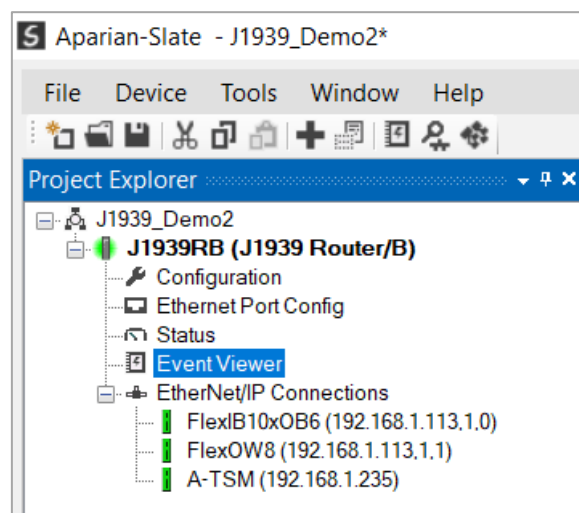 S Aparian-Slate - J1939_Demo2*
File Device Tools Window Help
Project Explorer
J1939_Demo2
J1939RB (J1939 Router/B)
Configuration
Ethernet Port Config
Status
Event Viewer
EtherNet/IP Connections
FlexIB10xOB6 (192.168.1.113,1,0)
FlexOW8 (192.168.1.113,1,1)
A-TSM (192.168.1.235)